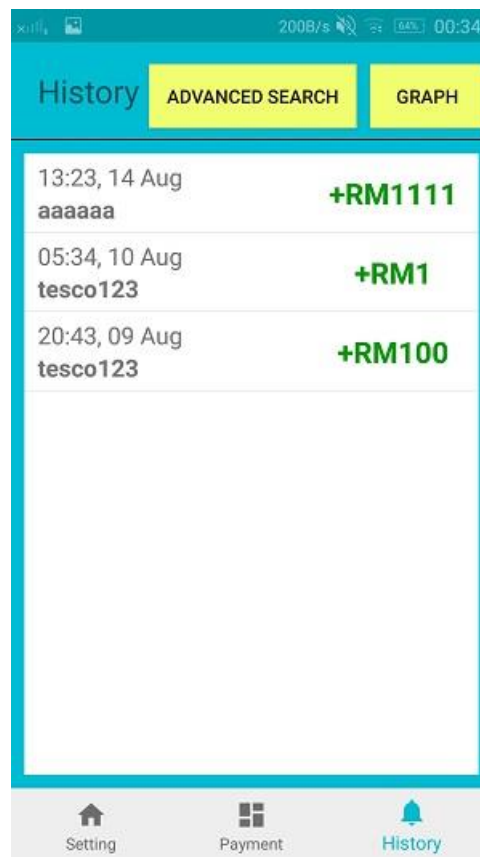 200B/s 64% 00:34
History ADVANCED SEARCH GRAPH
13:23, 14 Aug
aaaaaa
+RM1111
05:34, 10 Aug
tesco123
+RM1
20:43, 09 Aug
tesco123
+RM100
Setting Payment History